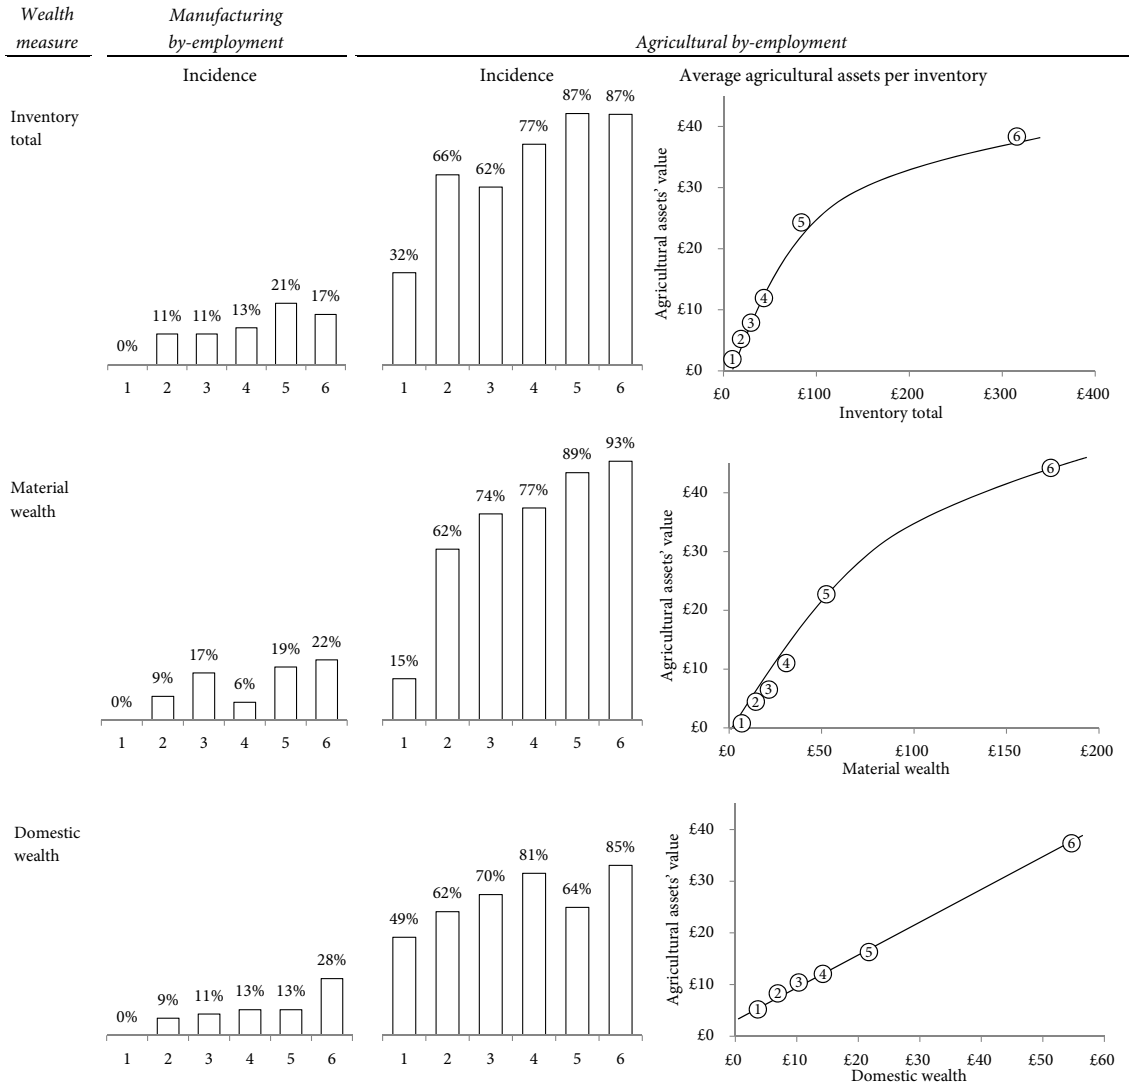 Wealth
measure
Manufacturing
by-employment
Agricultural by-employment
Incidence
Incidence
Average agricultural assets per inventory
Inventory
total
0%
11%
11%
13%
21%
17%
1 2 3 4 5 6
32%
66%
62%
77%
87%
87%
1 2 3 4 5 6
Agricultural assets’ value
£40
£30
£20
£10
£0
1
2
3
4
5
6
£0 £100 £200 £300 £400
Inventory total
Material
wealth
0%
9%
17%
6%
19%
22%
1 2 3 4 5 6
15%
62%
74%
77%
89%
93%
1 2 3 4 5 6
Agricultural assets’ value
£40
£30
£20
£10
£0
1
2
3
4
5
6
£0 £50 £100 £150 £200
Material wealth
Domestic
wealth
0%
9%
11%
13%
13%
28%
1 2 3 4 5 6
49%
62%
70%
81%
64%
85%
1 2 3 4 5 6
Agricultural assets’ value
£40
£30
£20
£10
£0
1
2
3
4
5
6
£0 £10 £20 £30 £40 £50 £60
Domestic wealth